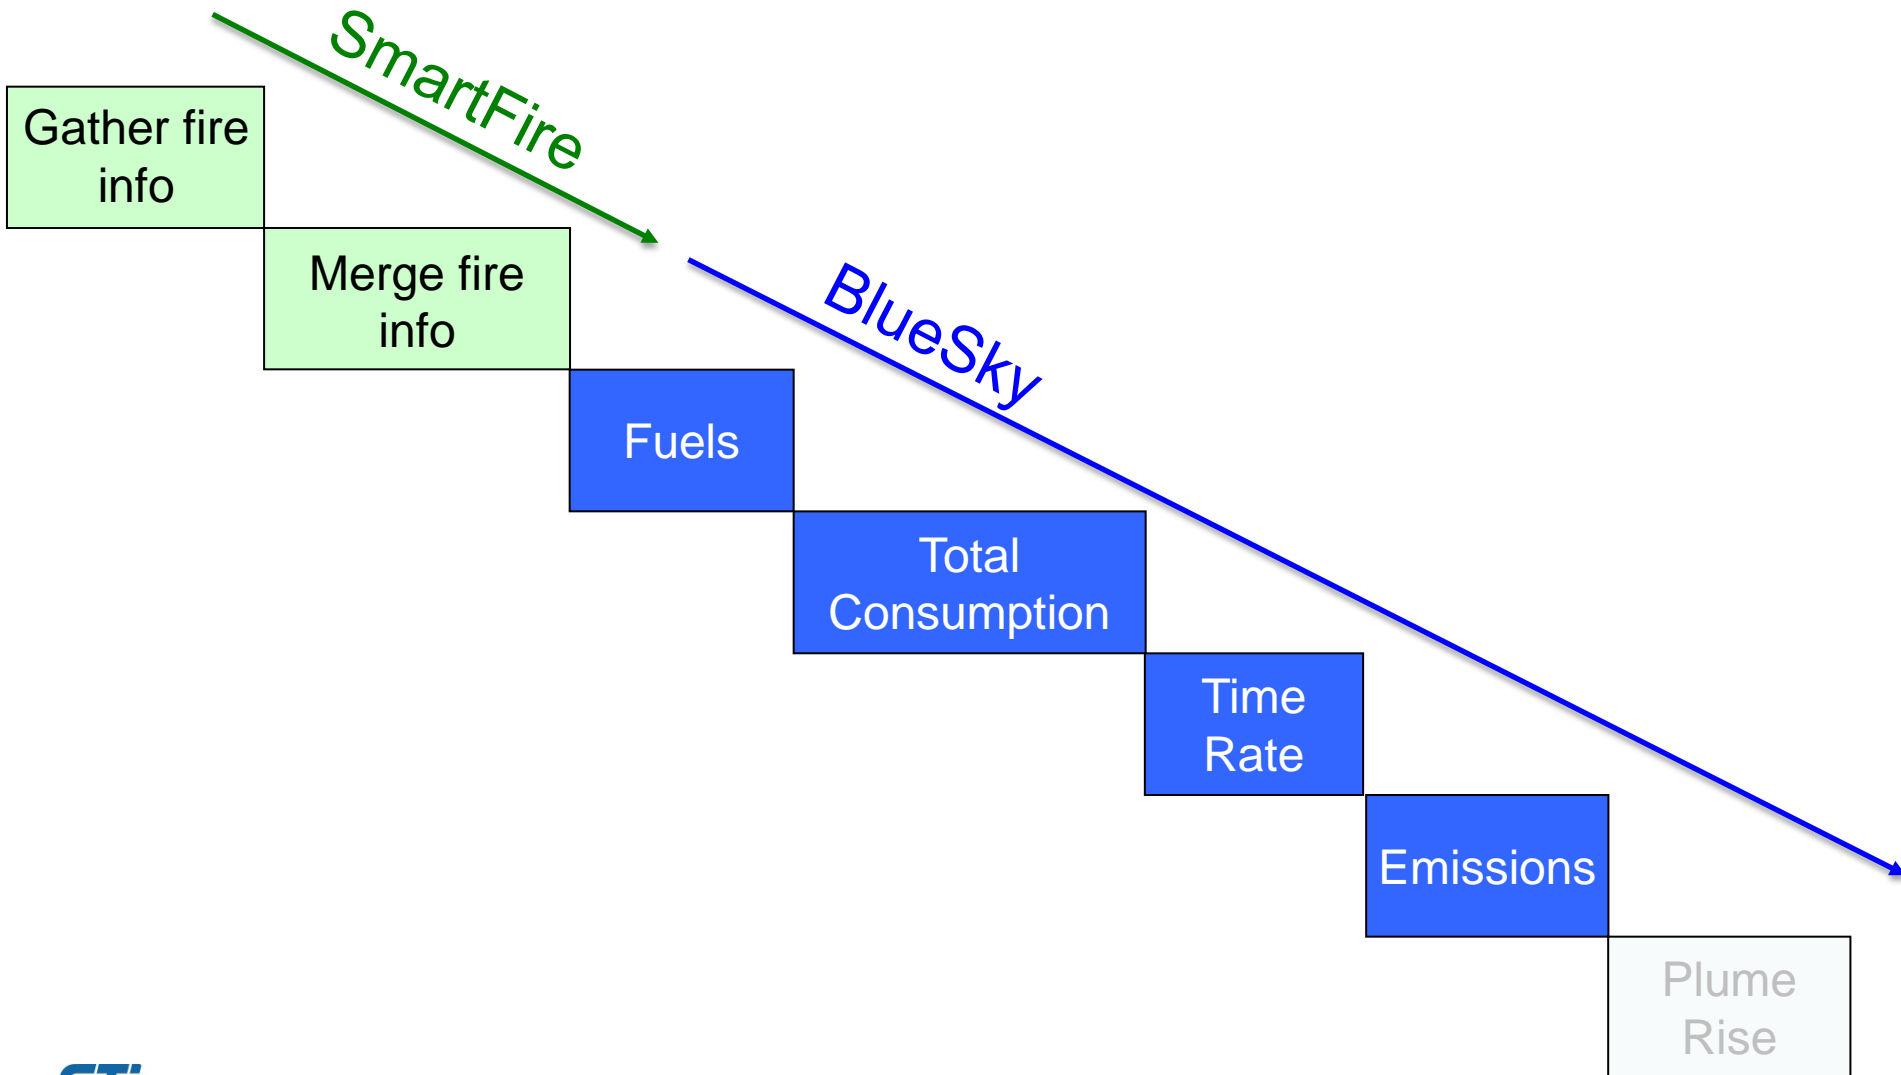 SmartFire
Gather fire
info
Merge fire
info
BlueSky
Fuels
Total
Consumption
Time
Rate
Emissions
Plume
Rise